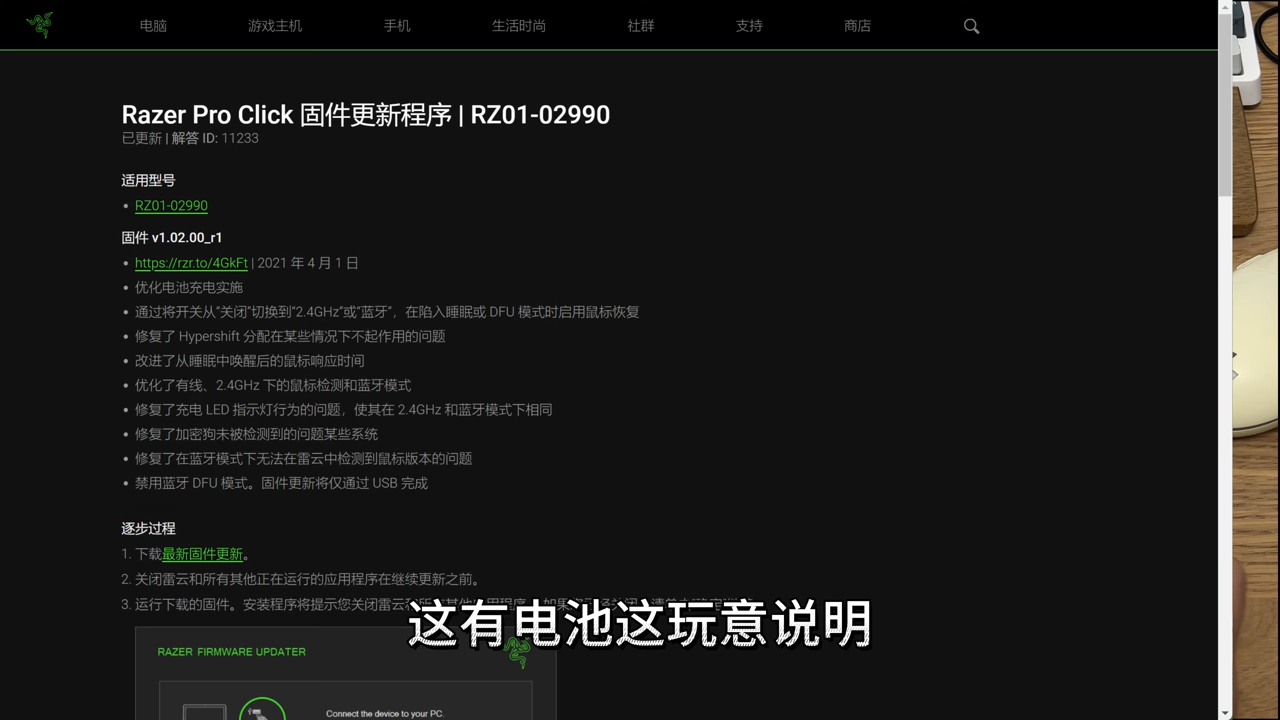 电脑 游戏主机 手机 生活时尚 社群 支持 商店
Razer Pro Click 固件更新程序 | RZ01-02990
已更新 | 解答 ID: 11233
适用型号
• RZ01-02990
固件 v1.02.00_r1
• https://rzr.to/4GkFt | 2021 年 4 月 1 日
• 优化电池充电实施
• 通过将开关从“关闭”切换到“2.4GHz”或“蓝牙”，在陷入睡眠或 DFU 模式时启用鼠标恢复
• 修复了 Hypershift 分配在某些情况下不起作用的问题
• 改进了从睡眠中唤醒后的鼠标响应时间
• 优化了有线、2.4GHz 下的鼠标检测和蓝牙模式
• 修复了充电 LED 指示灯行为的问题，使其在 2.4GHz 和蓝牙模式下相同
• 修复了加密狗未被检测到的问题某些系统
• 修复了在蓝牙模式下无法在雷云中检测到鼠标版本的问题
• 禁用蓝牙 DFU 模式。固件更新将仅通过 USB 完成
逐步过程
1. 下载最新固件更新。
2. 关闭雷云和所有其他正在运行的应用程序在继续更新之前。
3. 运行下载的固件。安装程序将提示您关闭雷云
这有电池这玩意说明
RAZER FIRMWARE UPDATER
Connect the device to your PC.